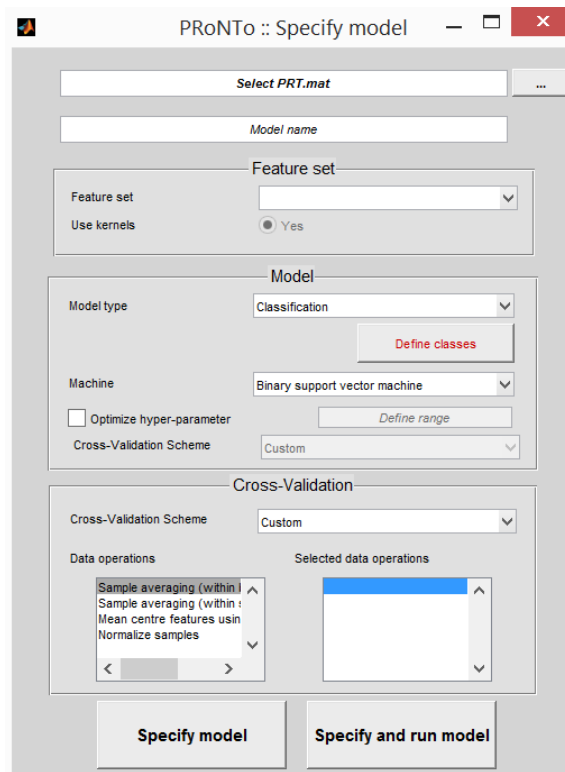 PRoNTo :: Specify model
Select PRT.mat
...
Model name
Feature set
Feature set
Use kernels
Yes
Model
Model type
Classification
Define classes
Machine
Binary support vector machine
Optimize hyper-parameter
Define range
Cross-Validation Scheme
Custom
Cross-Validation
Cross-Validation Scheme
Custom
Data operations
Selected data operations
Sample averaging (within
Sample averaging (within
Mean centre features usin
Normalize samples
Specify model
Specify and run model